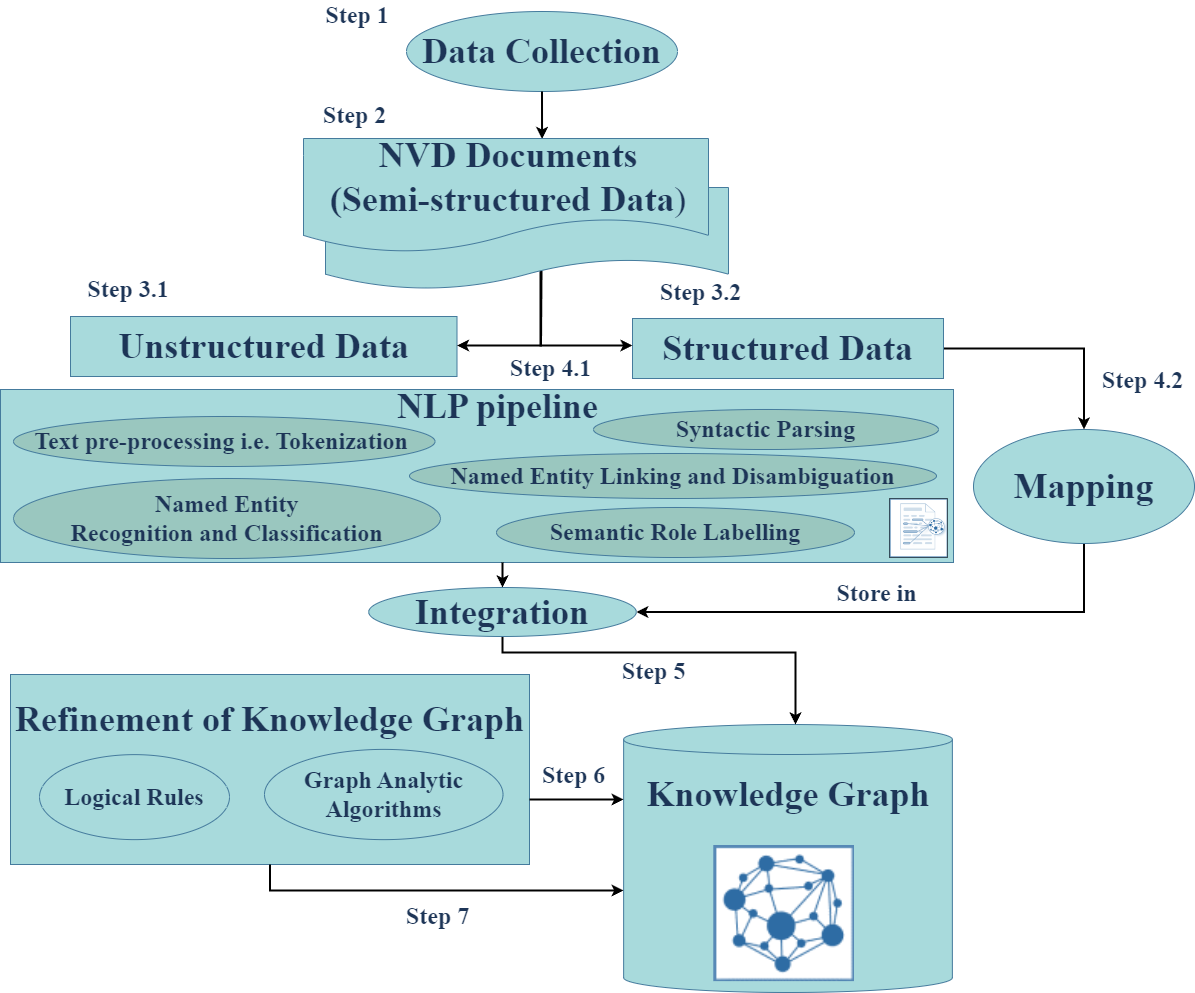 Step 1
Data Collection
Step 2
NVD Documents
(Semi-structured Data)
Step 3.1
Step 3.2
Unstructured Data
Structured Data
Step 4.1
Step 4.2
NLP pipeline
Text pre-processing i.e. Tokenization
Syntactic Parsing
Named Entity Linking and Disambiguation
Named Entity
Recognition and Classification
Semantic Role Labelling
Mapping
Store in
Integration
Step 5
Refinement of Knowledge Graph
Logical Rules
Graph Analytic
Algorithms
Step 6
Knowledge Graph
Step 7